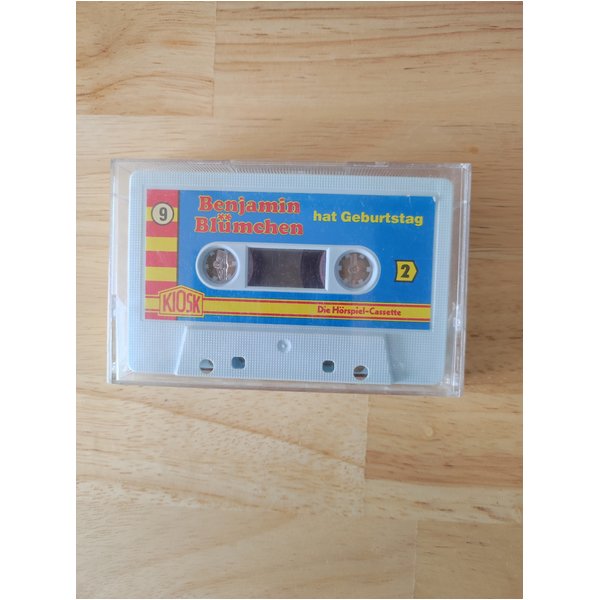 9
Benjamin
Blümchen
hat Geburtstag
2
KIOSK
Die Hörspiel-Cassette